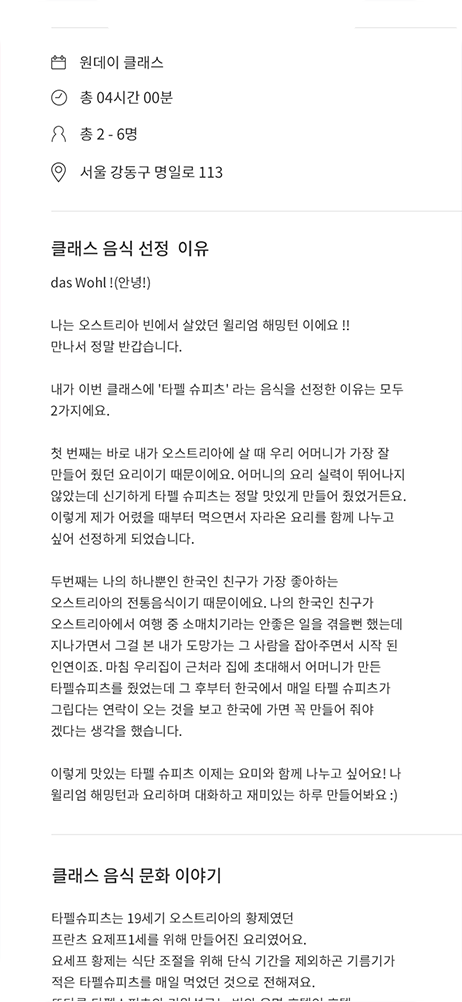 원데이 클래스
총 04시간 00분
총 2 - 6명
서울 강동구 명일로 113
클래스 음식 선정 이유
das Wohl !(안녕!)
나는 오스트리아 빈에서 살았던 윌리엄 해밍턴 이에요 !!
만나서 정말 반갑습니다.
내가 이번 클래스에 '타펠 슈피츠' 라는 음식을 선정한 이유는 모두
2가지에요.
첫 번째는 바로 내가 오스트리아에 살 때 우리 어머니가 가장 잘
만들어 줬던 요리이기 때문이에요. 어머니의 요리 실력이 뛰어나지
않았는데 신기하게 타펠 슈피츠는 정말 맛있게 만들어 줬었거든요.
이렇게 제가 어렸을 때부터 먹으면서 자라온 요리를 함께 나누고
싶어 선정하게 되었습니다.
두번째는 나의 하나뿐인 한국인 친구가 가장 좋아하는
오스트리아의 전통음식이기 때문이에요. 나의 한국인 친구가
오스트리아에서 여행 중 소매치기라는 안좋은 일을 겪을뻔 했는데
지나가면서 그걸 본 내가 도망가는 그 사람을 잡아주면서 시작 된
인연이죠. 마침 우리집이 근처라 집에 초대해서 어머니가 만든
타펠슈피츠를 줬었는데 그 후부터 한국에서 매일 타펠 슈피츠가
그립다는 연락이 오는 것을 보고 한국에 가면 꼭 만들어 줘야
겠다는 생각을 했습니다.
이렇게 맛있는 타펠 슈피츠 이제는 요미와 함께 나누고 싶어요! 나
윌리엄 해밍턴과 요리하며 대화하고 재미있는 하루 만들어봐요 :)
클래스 음식 문화 이야기
타펠슈피츠는 19세기 오스트리아의 황제였던
프란츠 요제프1세를 위해 만들어진 요리였어요.
요세프 황제는 식단 조절을 위해 단식 기간을 제외하곤 기름기가
적은 타펠슈피츠를 매일 먹었던 것으로 전해져요.